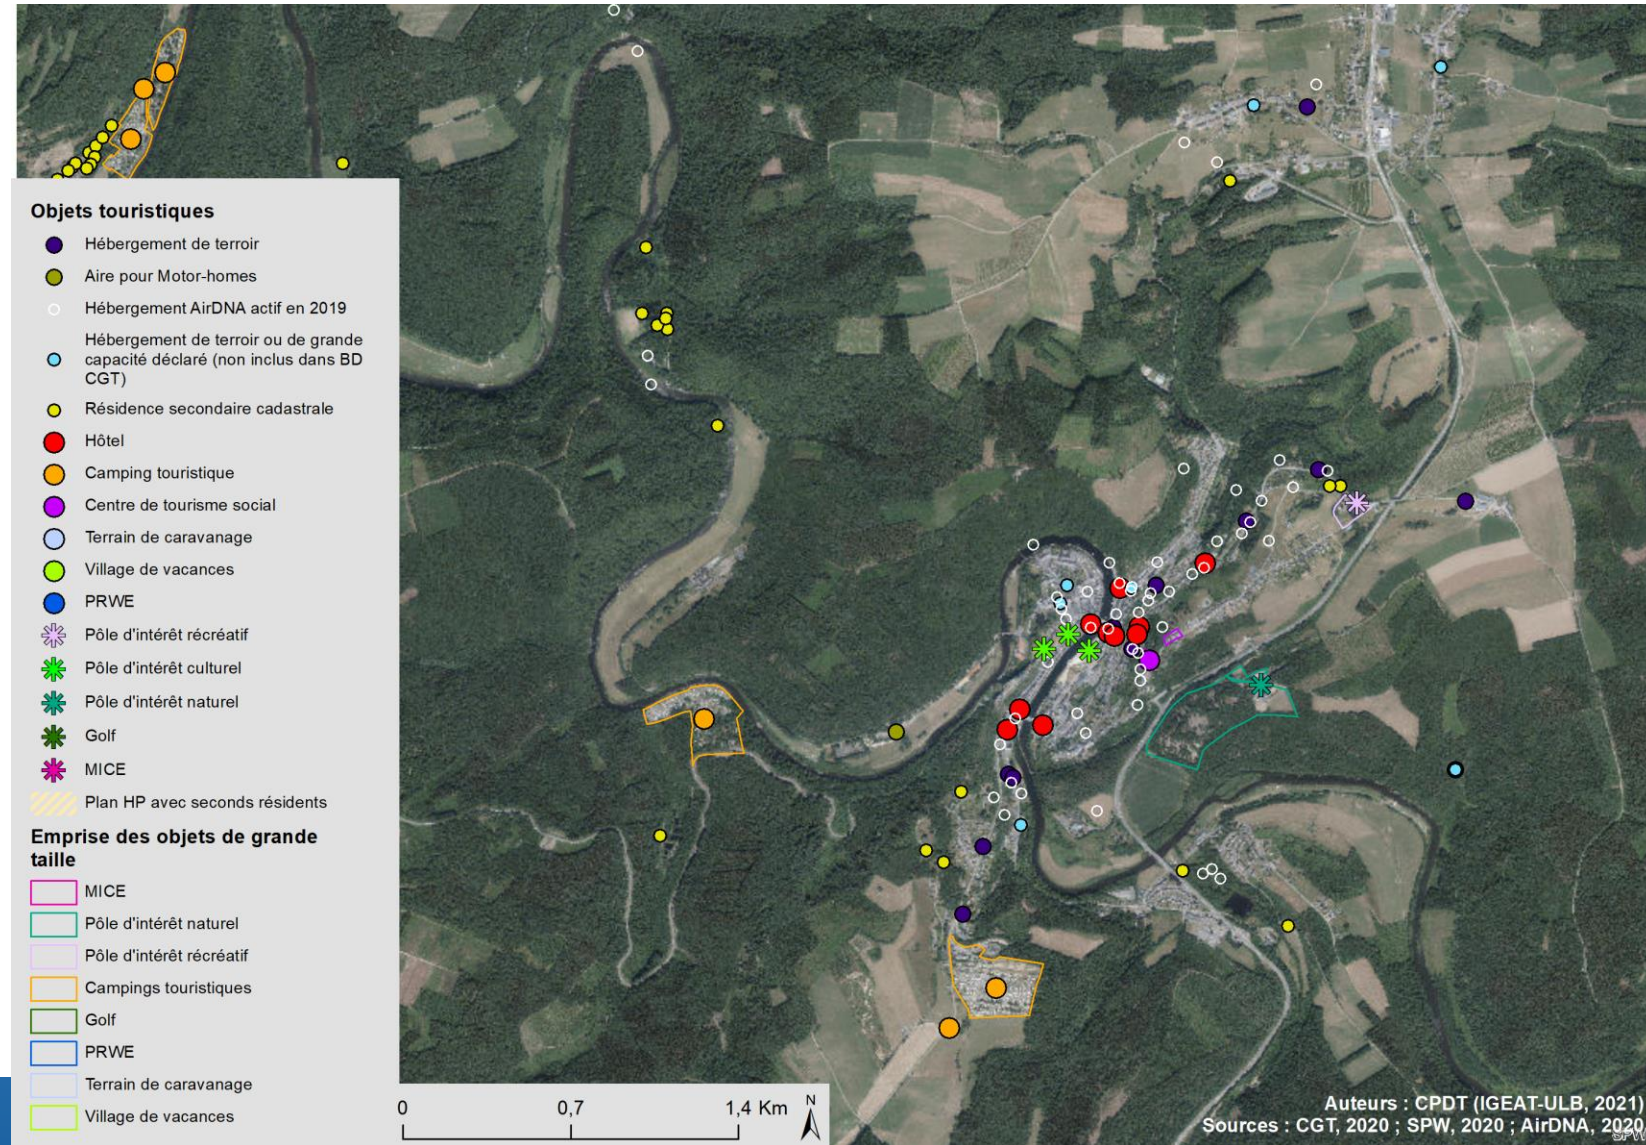 Objets touristiques
Hébergement de terroir
Aire pour Motor-homes
Hébergement AirDNA actif en 2019
Hébergement de terroir ou de grande
capacité déclaré (non inclus dans BD
CGT)
Résidence secondaire cadastrale
Hôtel
Camping touristique
Centre de tourisme social
Terrain de caravanage
Village de vacances
PRWE
Pôle d'intérêt récréatif
Pôle d'intérêt culturel
Pôle d'intérêt naturel
Golf
MICE
Plan HP avec seconds résidents
Emprise des objets de grande
taille
MICE
Pôle d'intérêt naturel
Pôle d'intérêt récréatif
Campings touristiques
Golf
PRWE
Terrain de caravanage
Village de vacances
0 0,7 1,4 Km N
Auteurs : CPDT (IGEAT-ULB, 2021)
Sources : CGT, 2020 ; SPW, 2020 ; AirDNA, 2020
SPW